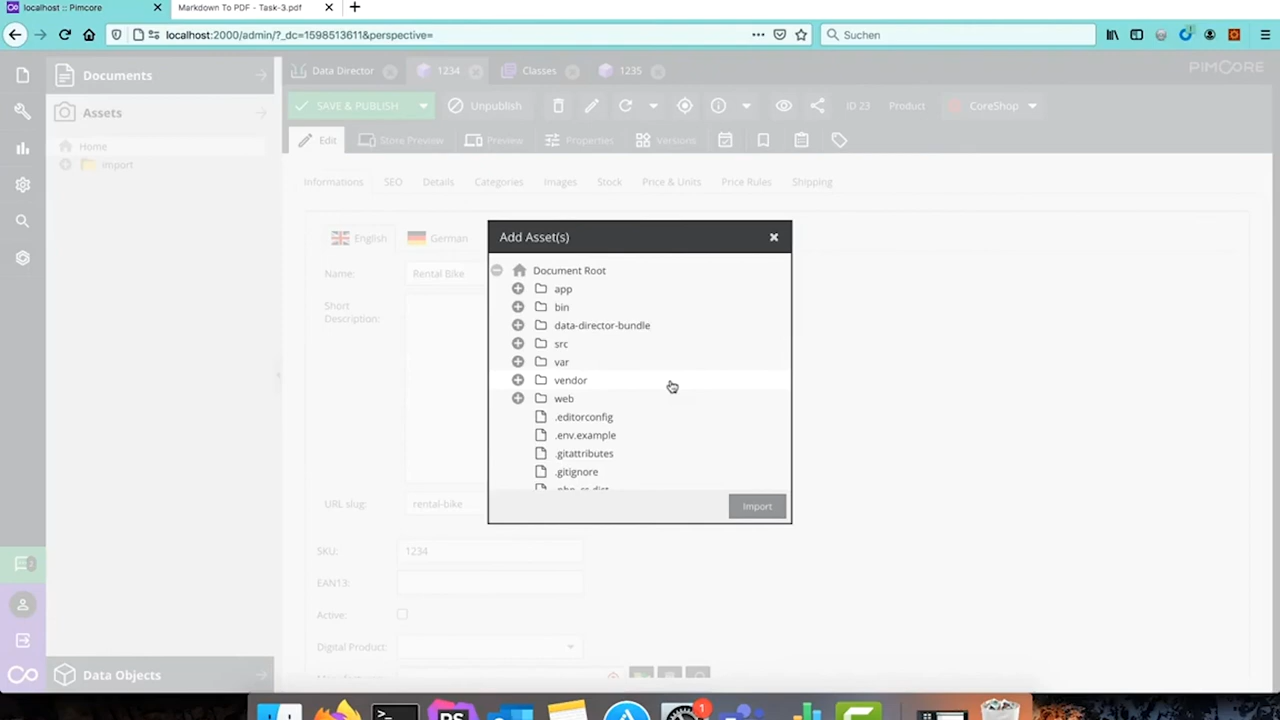 localhost :: Pimcore
Markdown To PDF - Task-3.pdf
localhost:2000/admin/?_dc=1598513611&perspective=
Suchen
Documents
Data Director
1234
Classes
1235
PIMCORE
Assets
SAVE & PUBLISH
Unpublish
ID 23
Product
CoreShop
Home
Edit
Store Preview
Preview
Properties
Versions
import
Informations
SEO
Details
Categories
Images
Stock
Price & Units
Price Rules
Shipping
English
German
Add Asset(s)
Name:
Rental Bike
Document Root
app
Short
Description:
bin
data-director-bundle
src
var
vendor
web
.editorconfig
.env.example
.gitattributes
.gitignore
URL slug:
rental-bike
Import
SKU:
1234
EAN13:
Active:
Digital Product:
Data Objects
PS
1